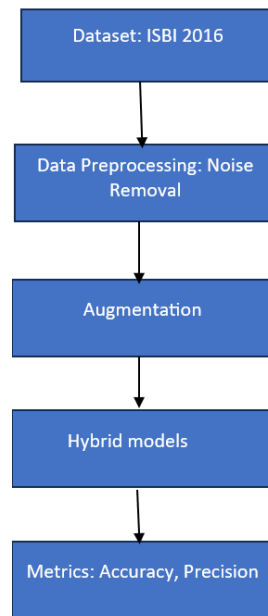 Dataset: ISBI 2016
Data Preprocessing: Noise
Removal
Augmentation
Hybrid models
Metrics: Accuracy, Precision